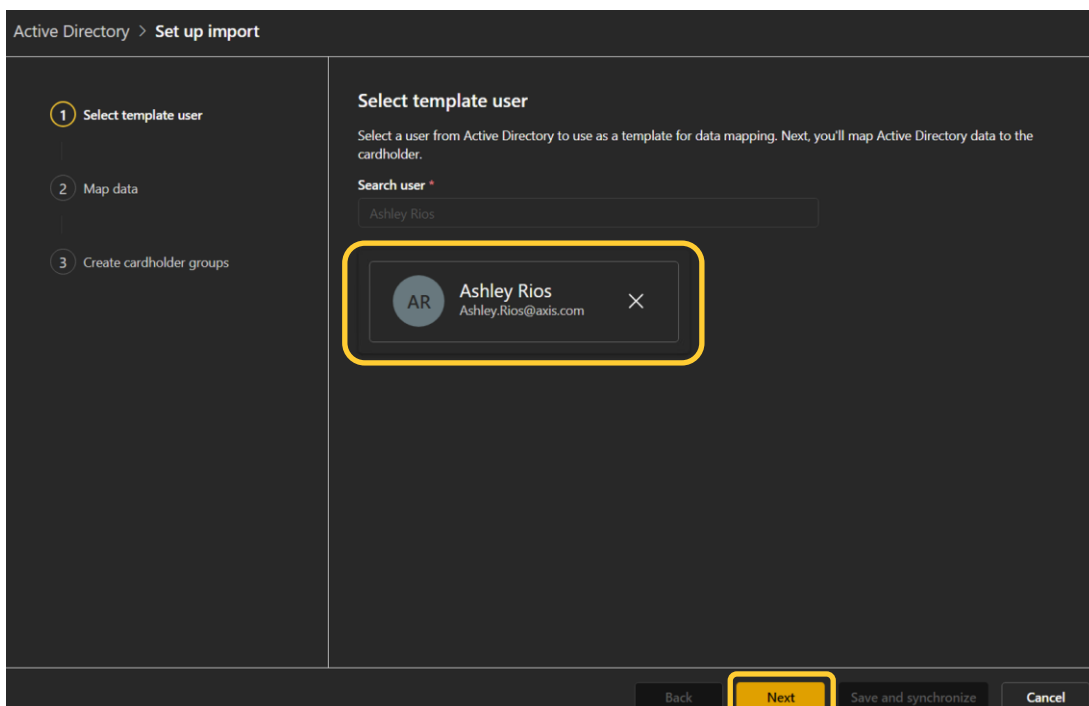 Active Directory > Set up import
1 Select template user
2 Map data
3 Create cardholder groups
Select template user
Select a user from Active Directory to use as a template for data mapping. Next, you'll map Active Directory data to the
cardholder.
Search user *
Ashley Rios
AR
Ashley Rios
Ashley.Rios@axis.com
Back Next Save and synchronize Cancel